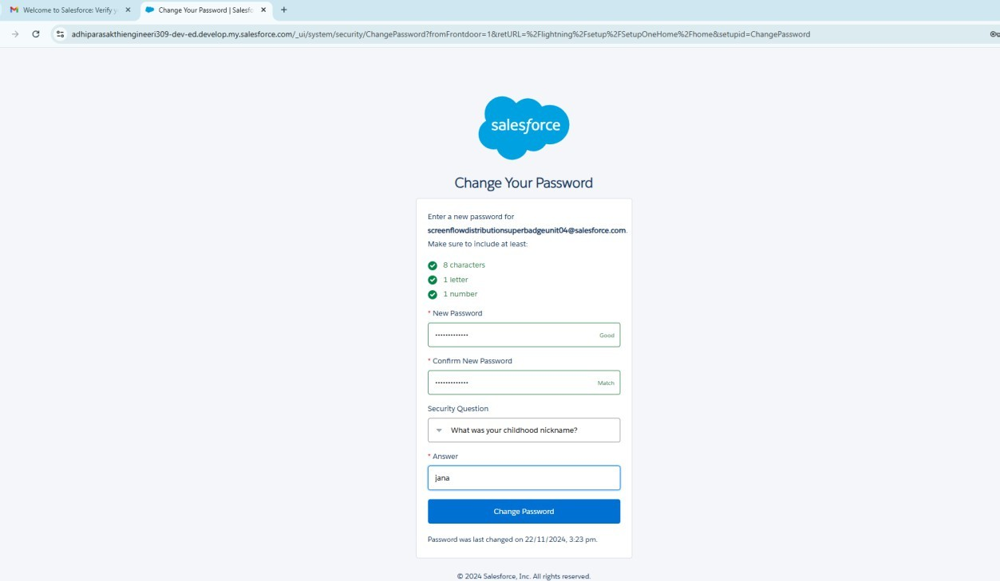 Welcome to Salesforce: Verify y
Change Your Password | Salesfo
adhiparasakthiengineeri309-dev-ed.develop.my.salesforce.com/_ui/system/security/ChangePassword?fromFrontdoor=1&retURL=%2Flightning%2Fsetup%2FSetupOneHome%2Fhome&setupid=ChangePassword
salesforce
Change Your Password
Enter a new password for
screenflowdistributionsuperbadgeunit04@salesforce.com.
Make sure to include at least:
8 characters
1 letter
1 number
* New Password
••••••••••••• Good
* Confirm New Password
••••••••••••• Match
Security Question
What was your childhood nickname?
* Answer
jana
Change Password
Password was last changed on 22/11/2024, 3:23 pm.
© 2024 Salesforce, Inc. All rights reserved.